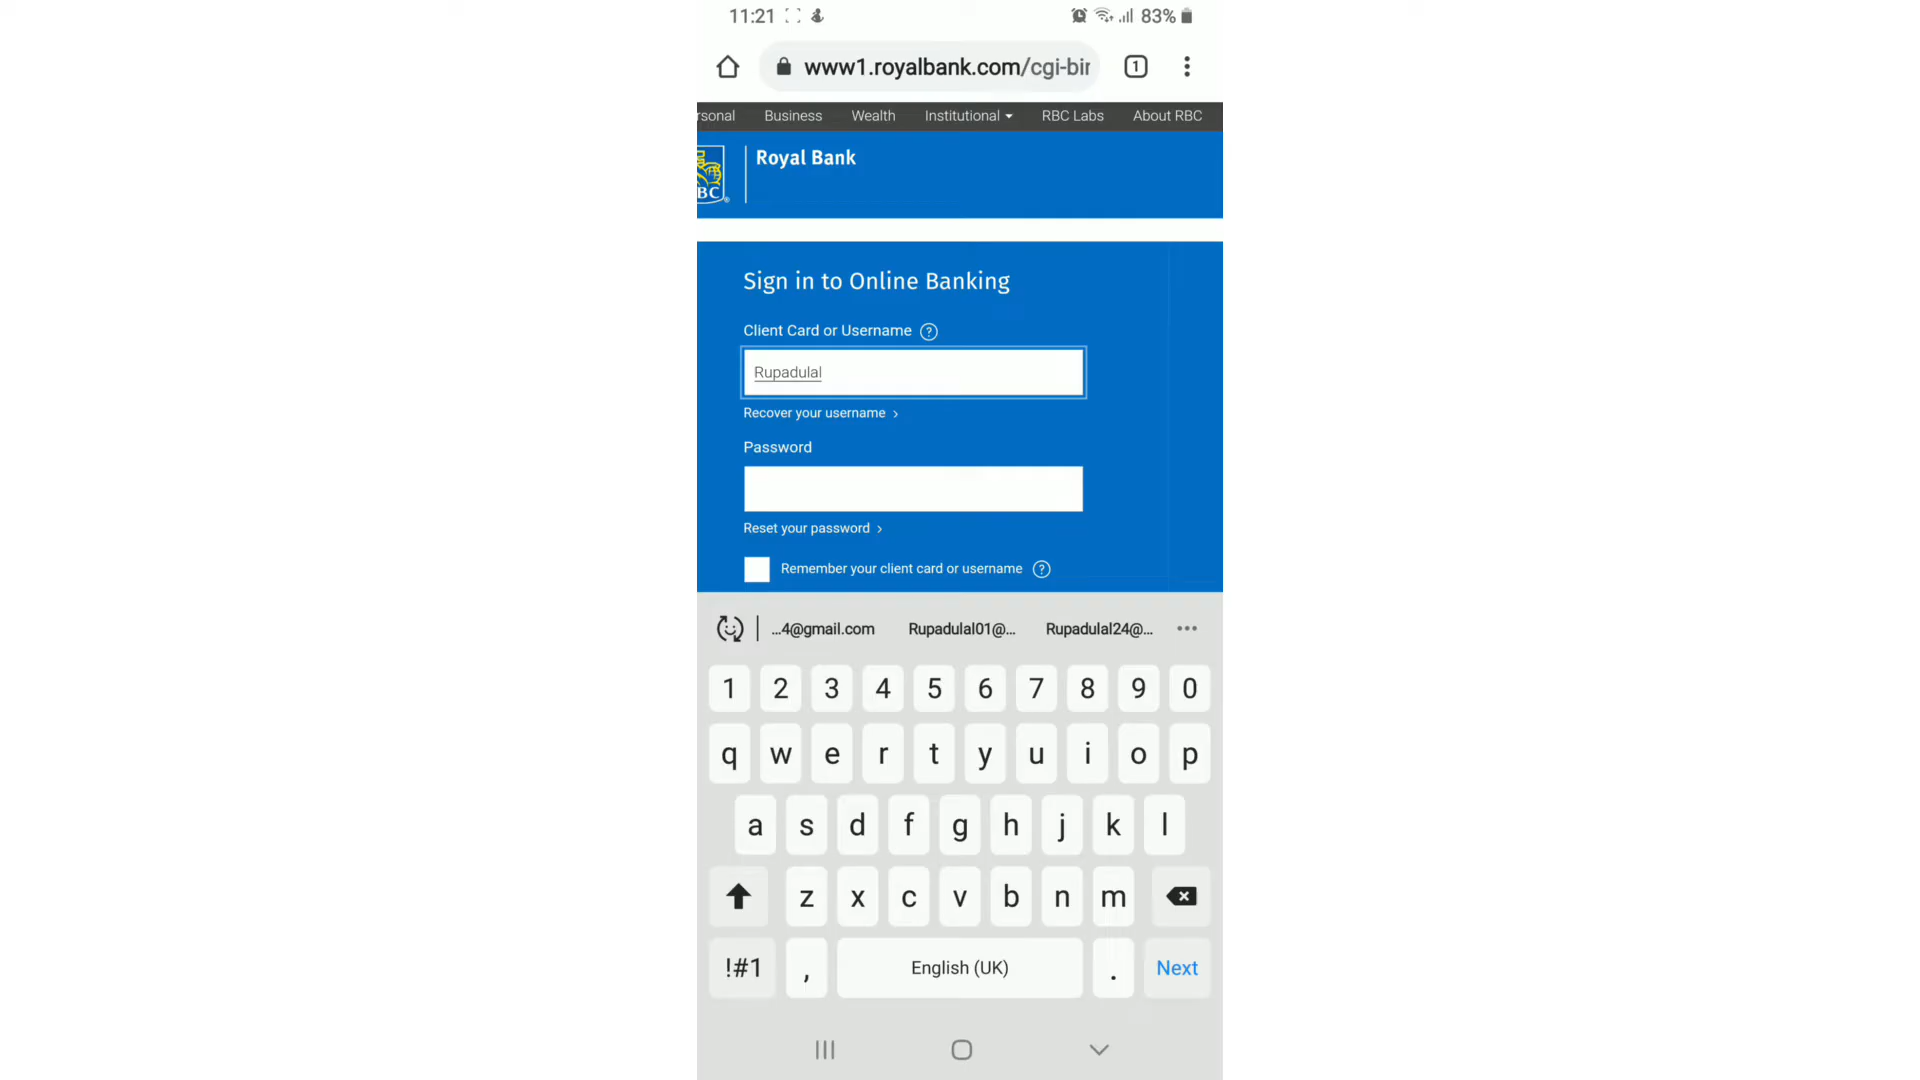 11:21 83%
www1.royalbank.com/cgi-bin
rsonal Business Wealth Institutional RBC Labs About RBC
BC® Royal Bank
Sign in to Online Banking
Client Card or Username ?
Rupadulal
Recover your username >
Password
Reset your password >
Remember your client card or username ?
...4@gmail.com Rupadulal01@... Rupadulal24@... •••
1 2 3 4 5 6 7 8 9 0
q w e r t y u i o p
a s d f g h j k l
z x c v b n m
!#1 , English (UK) . Next